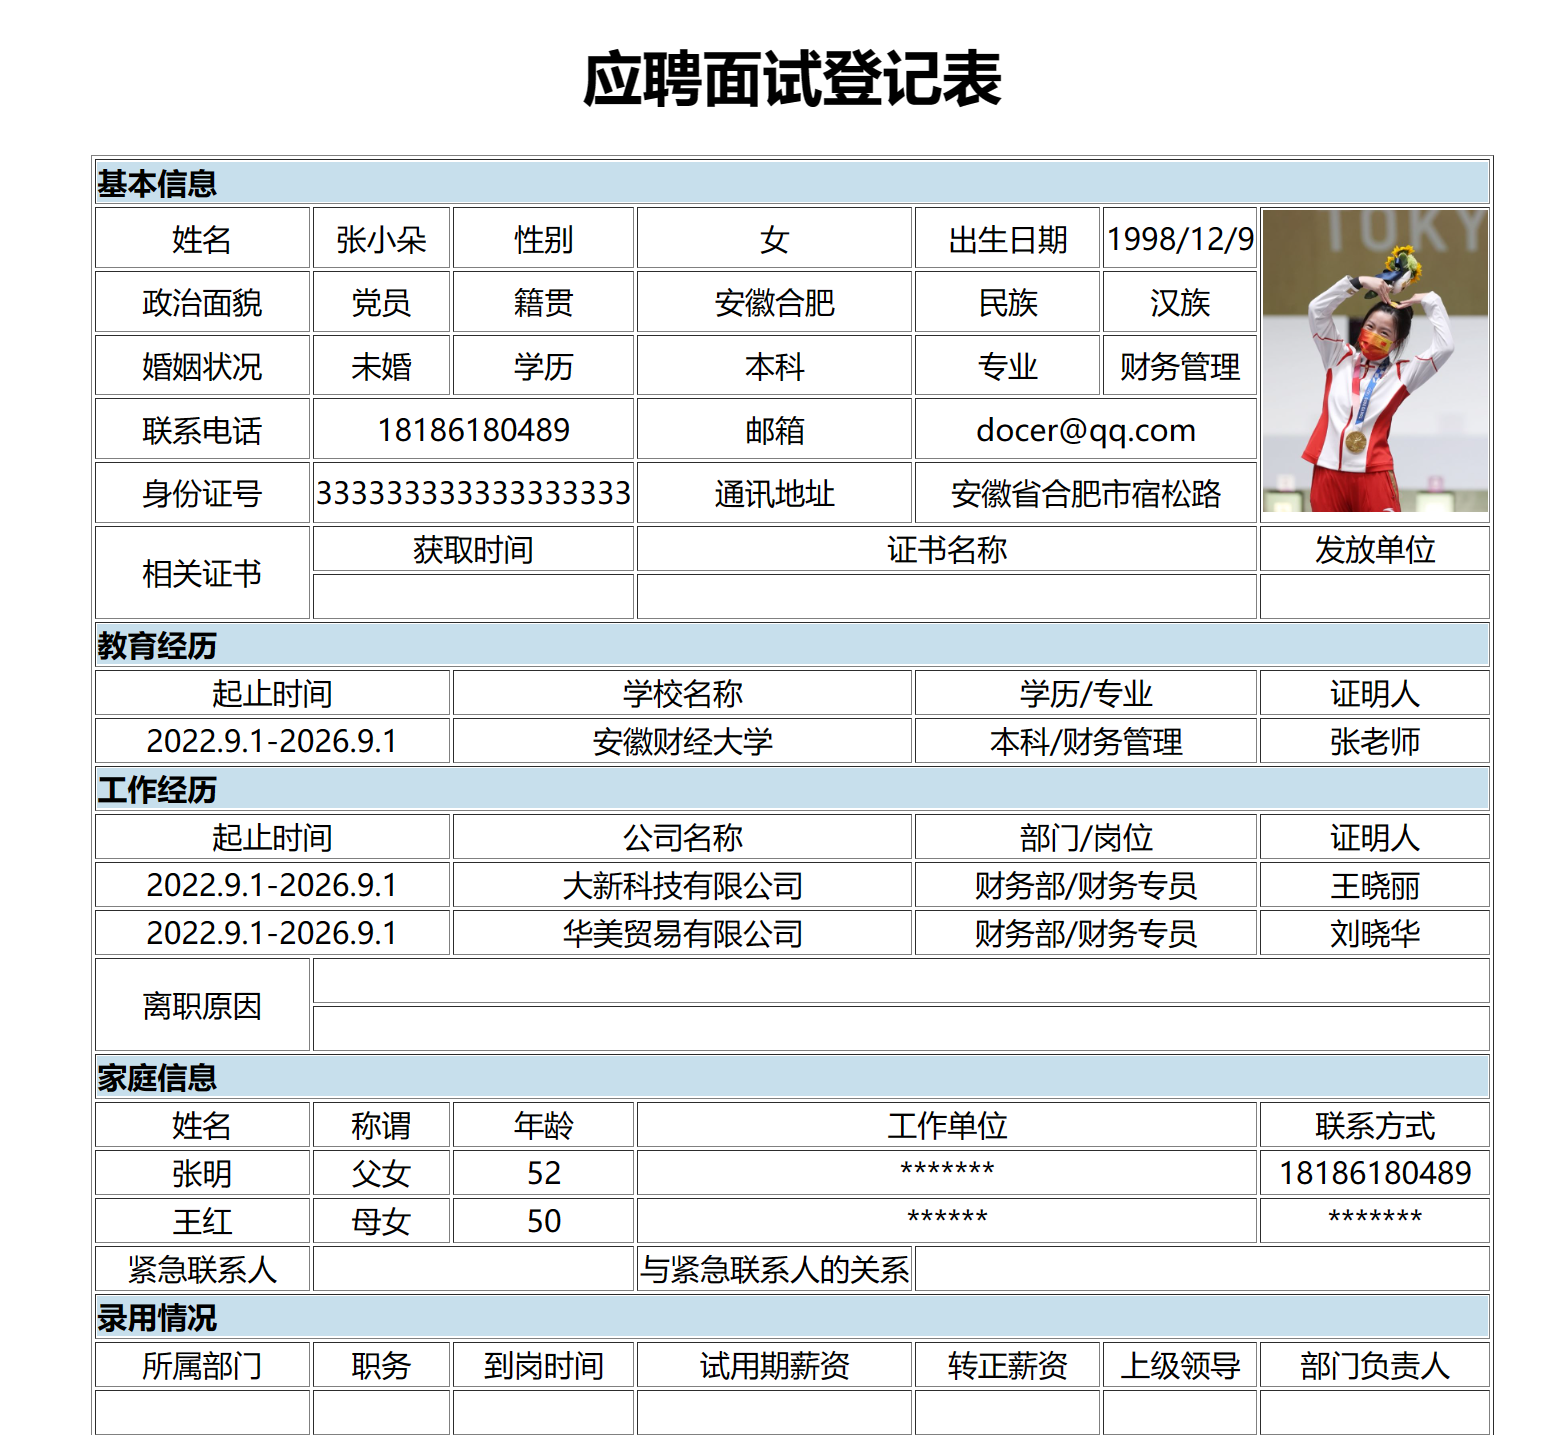 应聘面试登记表
基本信息
姓名 张小朵 性别 女 出生日期 1998/12/9
TOKY
政治面貌 党员 籍贯 安徽合肥 民族 汉族
婚姻状况 未婚 学历 本科 专业 财务管理
联系电话 18186180489 邮箱 docer@qq.com
身份证号 333333333333333333 通讯地址 安徽省合肥市宿松路
相关证书 获取时间 证书名称 发放单位
教育经历
起止时间 学校名称 学历/专业 证明人
2022.9.1-2026.9.1 安徽财经大学 本科/财务管理 张老师
工作经历
起止时间 公司名称 部门/岗位 证明人
2022.9.1-2026.9.1 大新科技有限公司 财务部/财务专员 王晓丽
2022.9.1-2026.9.1 华美贸易有限公司 财务部/财务专员 刘晓华
离职原因
家庭信息
姓名 称谓 年龄 工作单位 联系方式
张明 父女 52 ******* 18186180489
王红 母女 50 ****** *******
紧急联系人 与紧急联系人的关系
录用情况
所属部门 职务 到岗时间 试用期薪资 转正薪资 上级领导 部门负责人